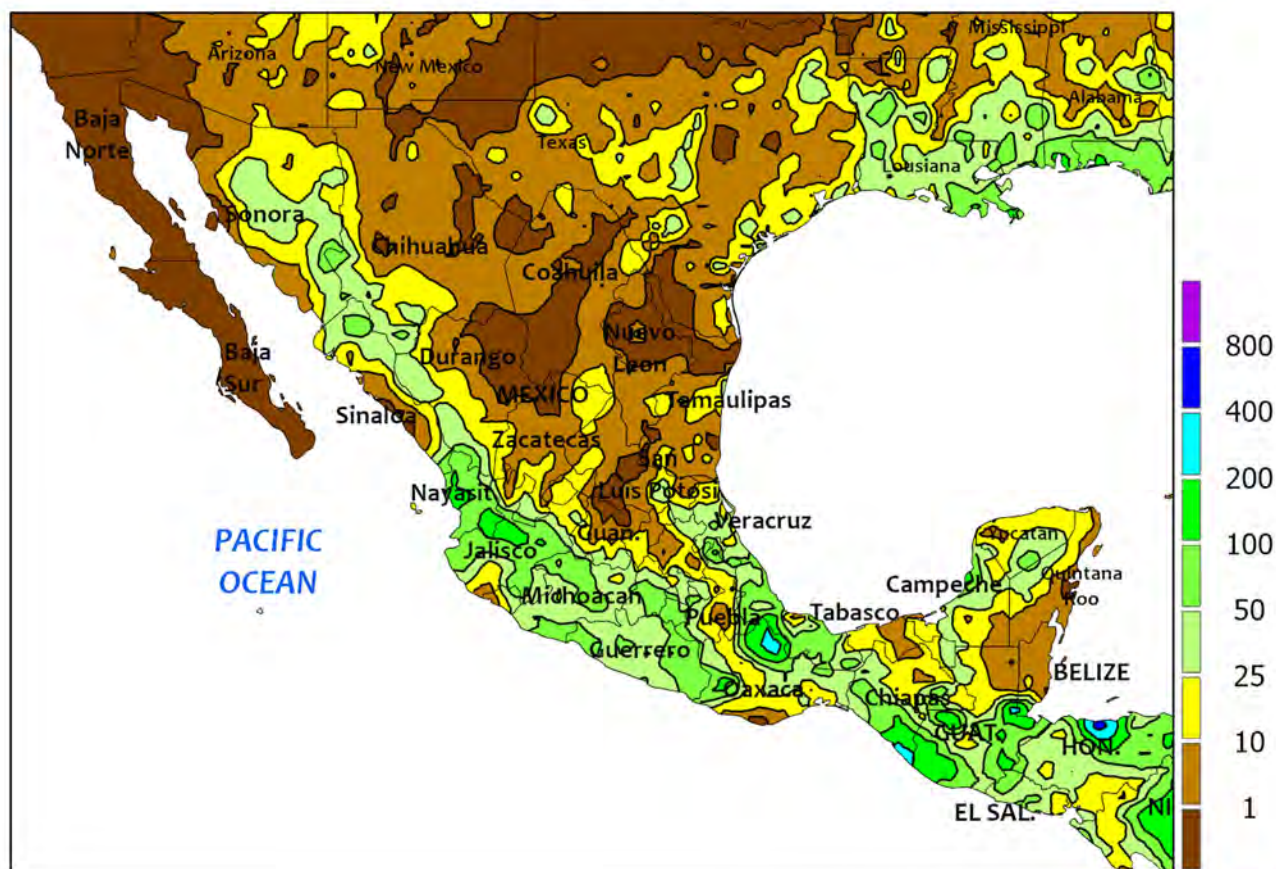 Mississippi
Arizona
New Mexico
Alabama
Baja
Norte
Texas
Lousiana
Sonora
Chihuahua
Coahuila
Nuevo
Leon
Durango
Baja
Sur
MEXICO
Tamaulipas
Sinaloa
Zacatecas
San
Luis Potosi
Nayasit
Veracruz
Guan.
Yucatan
PACIFIC
OCEAN
Jalisco
Campeche
Quintana
Roo
Michoacan
Tabasco
Puebla
Guerrero
BELIZE
Oaxaca
Chiapas
GUAT.
HON.
EL SAL.
NI
800
400
200
100
50
25
10
1